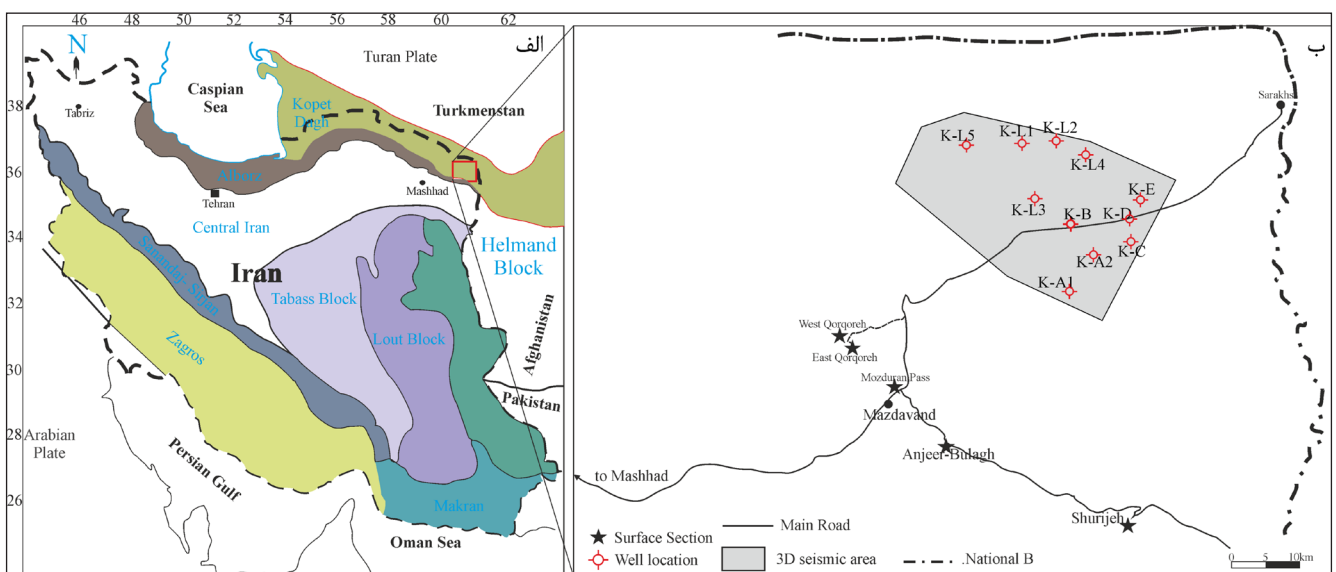 46 48 50 52 54 56 58 60 62
38
36
34
32
30
28
26
N
الف
Turan Plate
Caspian
Sea
Tabriz
Kopet
Dagh
Turkmenstan
Alborz
Mashhad
Tehran
Central Iran
Helmand
Block
Iran
Sanandaj- Sirjan
Tabass Block
Lout Block
Zagros
Afghanistan
Pakistan
Arabian
Plate
Persian Gulf
Makran
Oman Sea
ب
Sarakhs
K-L5
K-L1
K-L2
K-L4
K-E
K-L3
K-B
K-D
K-C
K-A2
K-A1
West Qorqoreh
East Qorqoreh
Mozduran Pass
Mazdavand
Anjeer-Bulagh
to Mashhad
Shurijeh
Surface Section
Main Road
Well location
3D seismic area
.National B
0 5 10km